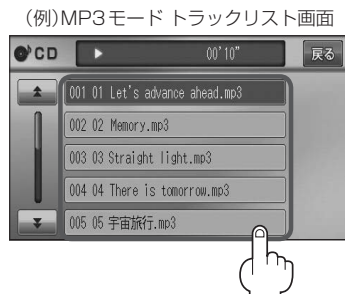 (例)MP3モード トラックリスト画面
CD 00'10" 戻る
001 01 Let's advance ahead.mp3
002 02 Memory.mp3
003 03 Straight light.mp3
004 04 There is tomorrow.mp3
005 05 宇宙旅行.mp3